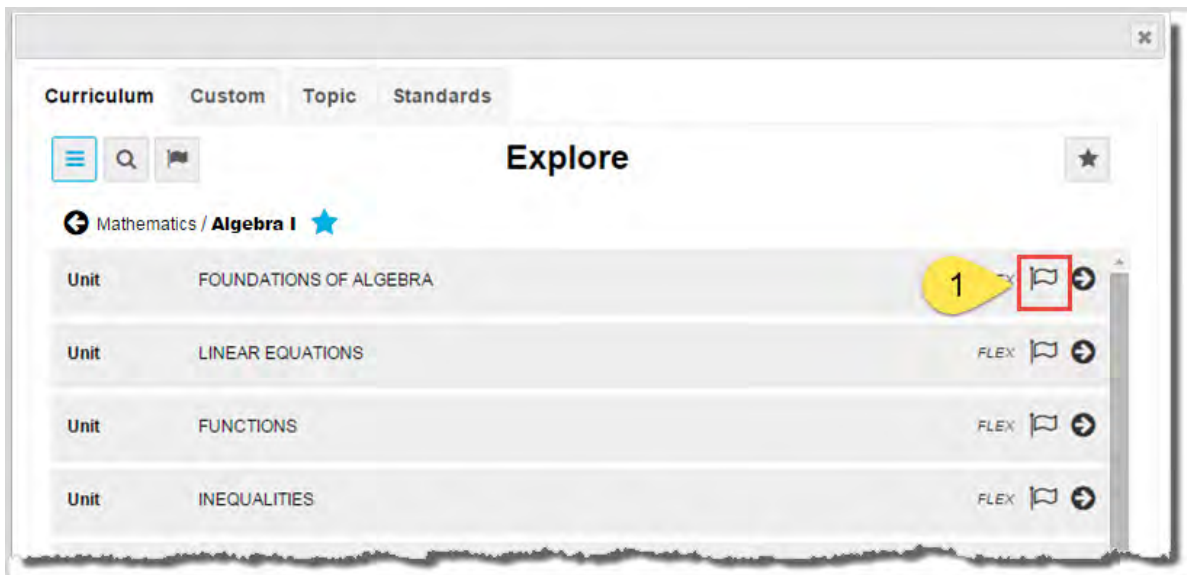 Curriculum Custom Topic Standards
Explore
Mathematics / Algebra I
Unit FOUNDATIONS OF ALGEBRA 1
Unit LINEAR EQUATIONS FLEX
Unit FUNCTIONS FLEX
Unit INEQUALITIES FLEX